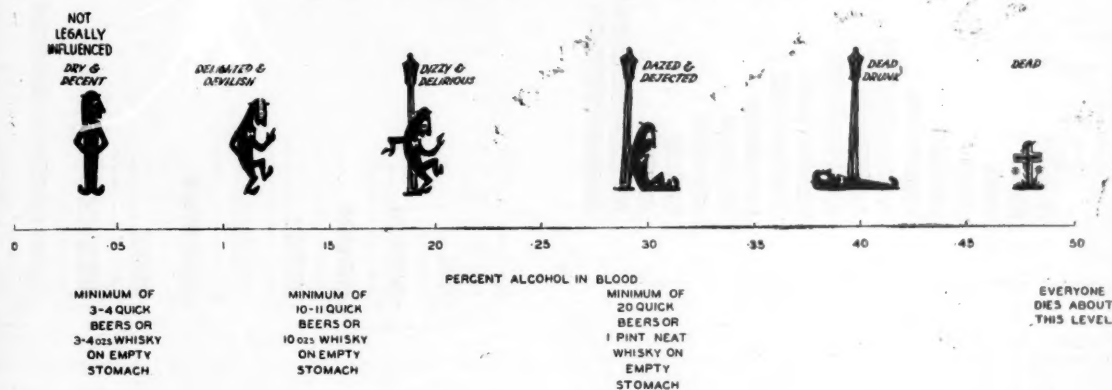 NOT
LEGALLY
INFLUENCED
DRY &
DECENT
DELIGHTED &
DEVILISH
DIZZY &
DELIRIOUS
DAZED &
DEJECTED
DEAD
DRUNK
DEAD
0 .05 .1 .15 .20 .25 .30 .35 .40 .45 .50
PERCENT ALCOHOL IN BLOOD
MINIMUM OF
3-4 QUICK
BEERS OR
3-4 OZS WHISKY
ON EMPTY
STOMACH
MINIMUM OF
10-11 QUICK
BEERS OR
10 OZS WHISKY
ON EMPTY
STOMACH
MINIMUM OF
20 QUICK
BEERS OR
1 PINT NEAT
WHISKY ON
EMPTY
STOMACH
EVERYONE
DIES ABOUT
THIS LEVEL